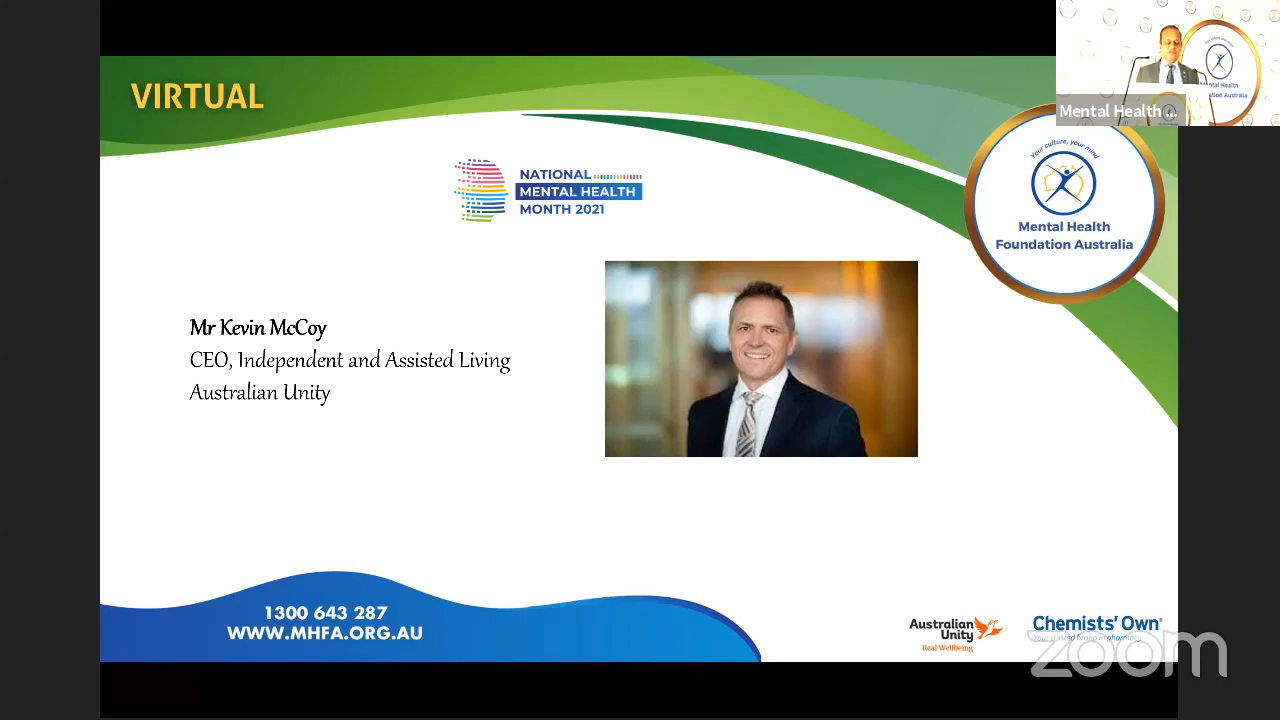 VIRTUAL
NATIONAL
MENTAL HEALTH
MONTH 2021
Mental Health ...
Your culture, your mind
Mental Health
Foundation Australia
Mr Kevin McCoy
CEO, Independent and Assisted Living
Australian Unity
1300 643 287
WWW.MHFA.ORG.AU
Australian
Unity
Real Wellbeing
Chemists' Own
Your trusted brand in pharmacy
zoom